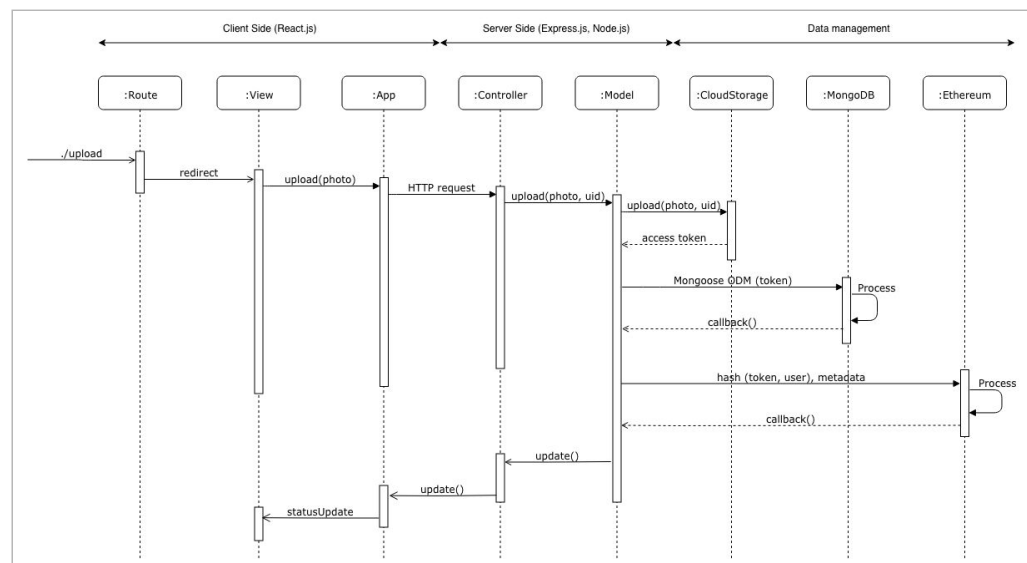 Client Side (React.js)
Server Side (Express.js, Node.js)
Data management
:Route
:View
:App
:Controller
:Model
:CloudStorage
:MongoDB
:Ethereum
./upload
redirect
upload(photo)
HTTP request
upload(photo, uid)
upload(photo, uid)
access token
Mongoose ODM (token)
Process
callback()
hash (token, user), metadata
Process
callback()
update()
update()
statusUpdate